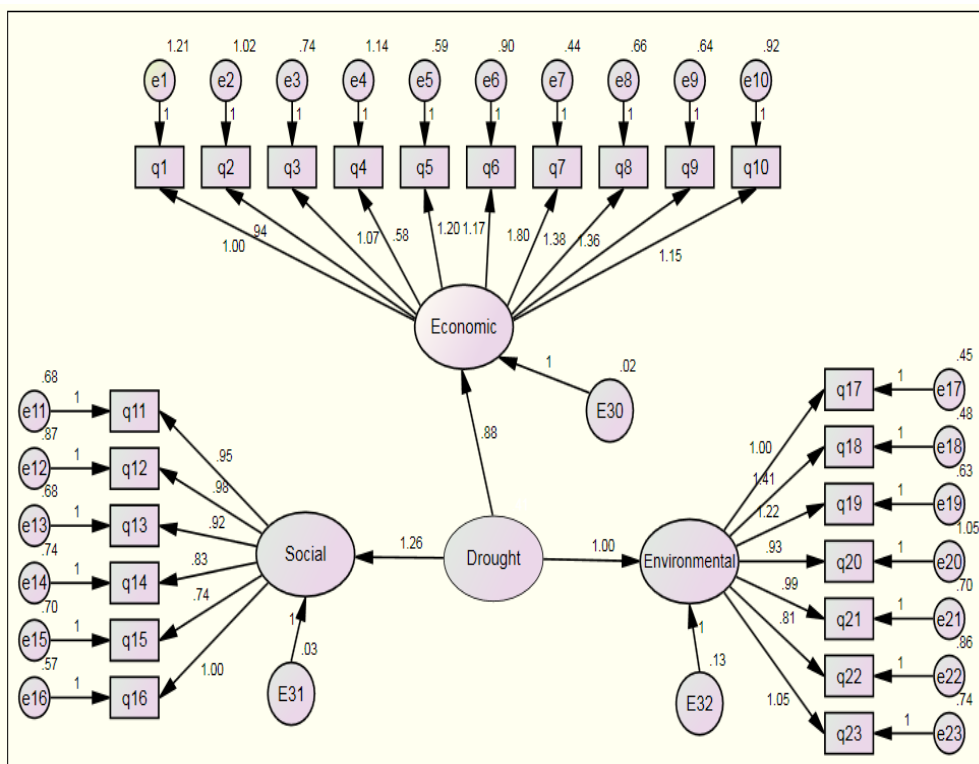 1.21 1.02 .74 1.14 .59 .90 .44 .66 .64 .92
e1 e2 e3 e4 e5 e6 e7 e8 e9 e10
1 1 1 1 1 1 1 1 1 1
q1 q2 q3 q4 q5 q6 q7 q8 q9 q10
1.00 .94 1.07 .58 1.20 1.17 1.80 1.38 1.36 1.15
Economic
1 .02
E30
.88
.68
e11 1 q11 .95
.87
e12 1 q12 .98
.68
e13 1 q13 .92
.74
e14 1 q14 .83
.70
e15 1 q15 .74
.57
e16 1 q16 1.00
Social
1
.03
E31
1.26
Drought
1.00
Environmental
1
.13
E32
.45
1.00 q17 1 e17
.48
1.41 q18 1 e18
.63
1.22 q19 1 e19
1.05
.93 q20 1 e20
.70
.99 q21 1 e21
.86
.81 q22 1 e22
.74
1.05 q23 1 e23